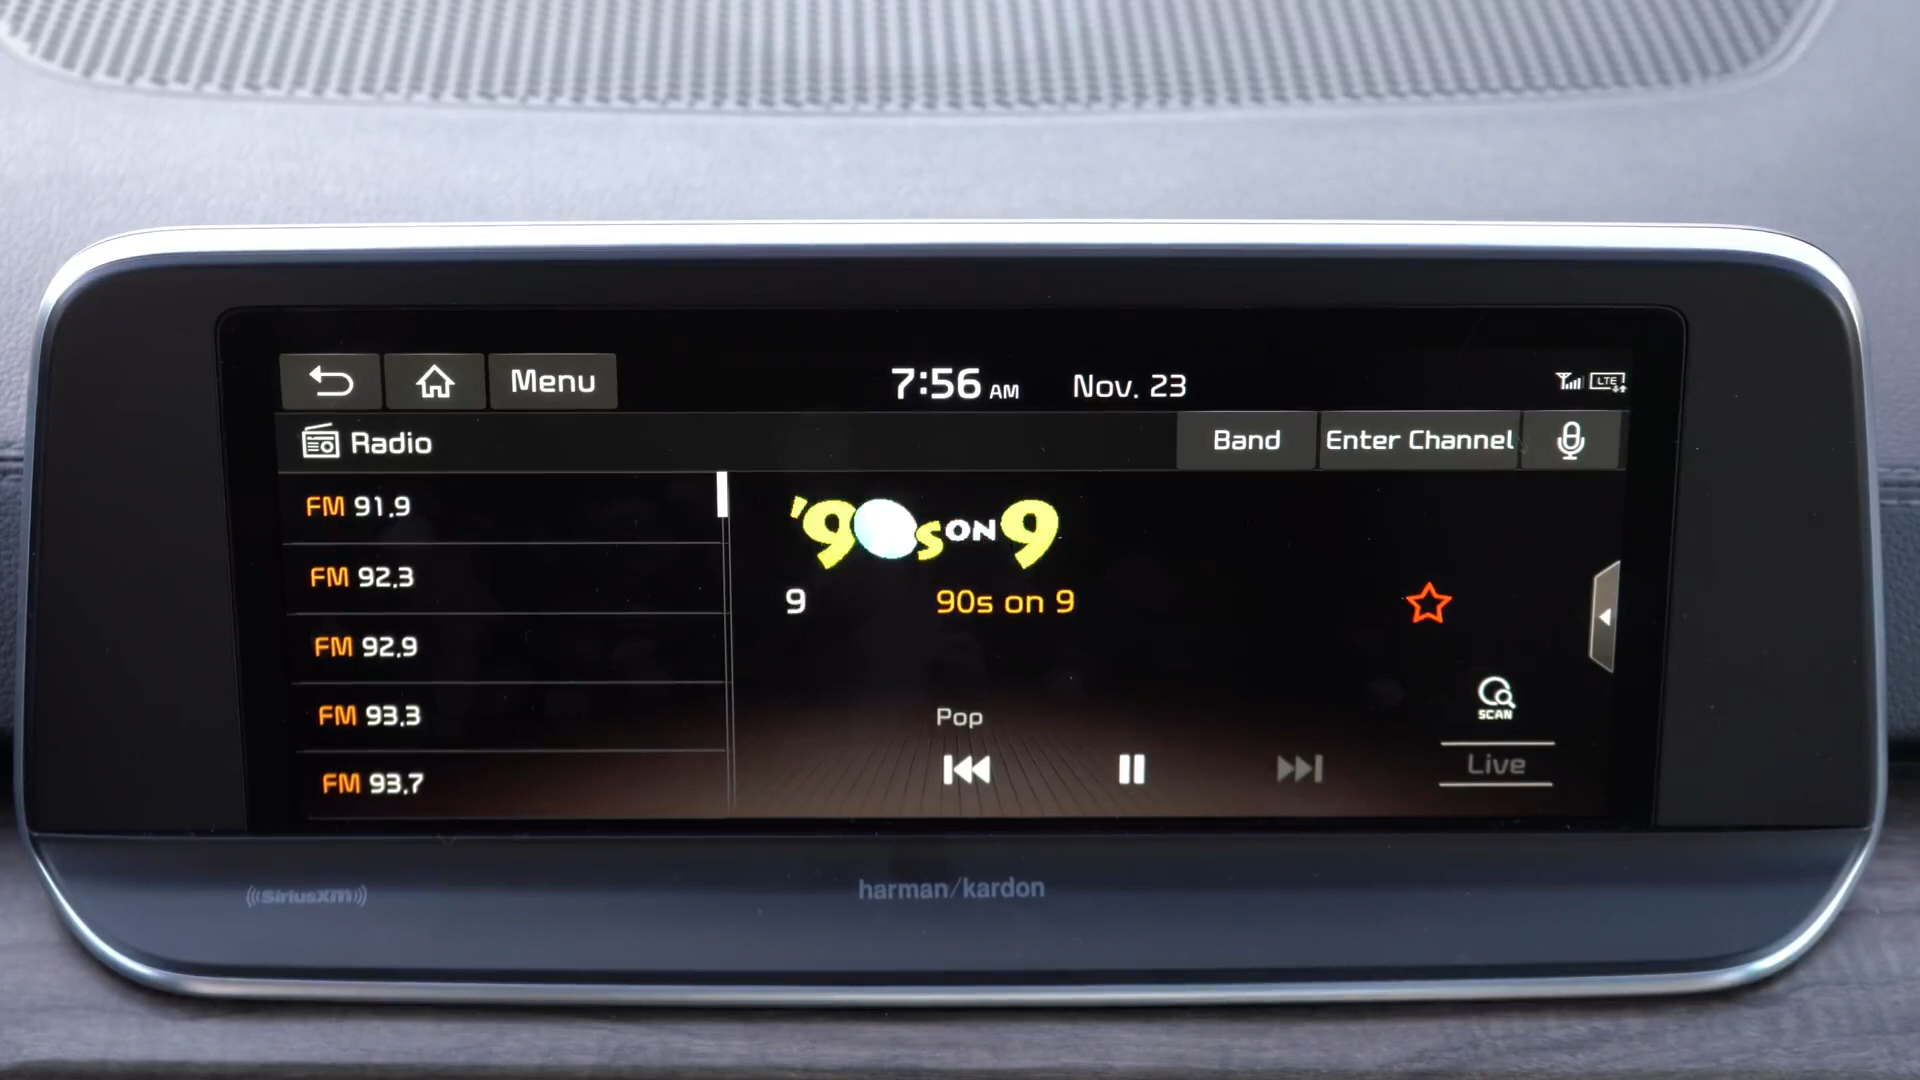 Menu
7:56 AM
Nov. 23
LTE
Radio
Band
Enter Channel
FM 91.9
FM 92.3
FM 92.9
FM 93.3
FM 93.7
'90s ON 9
9
90s on 9
SCAN
Pop
Live
((SiriusXM))
harman/kardon